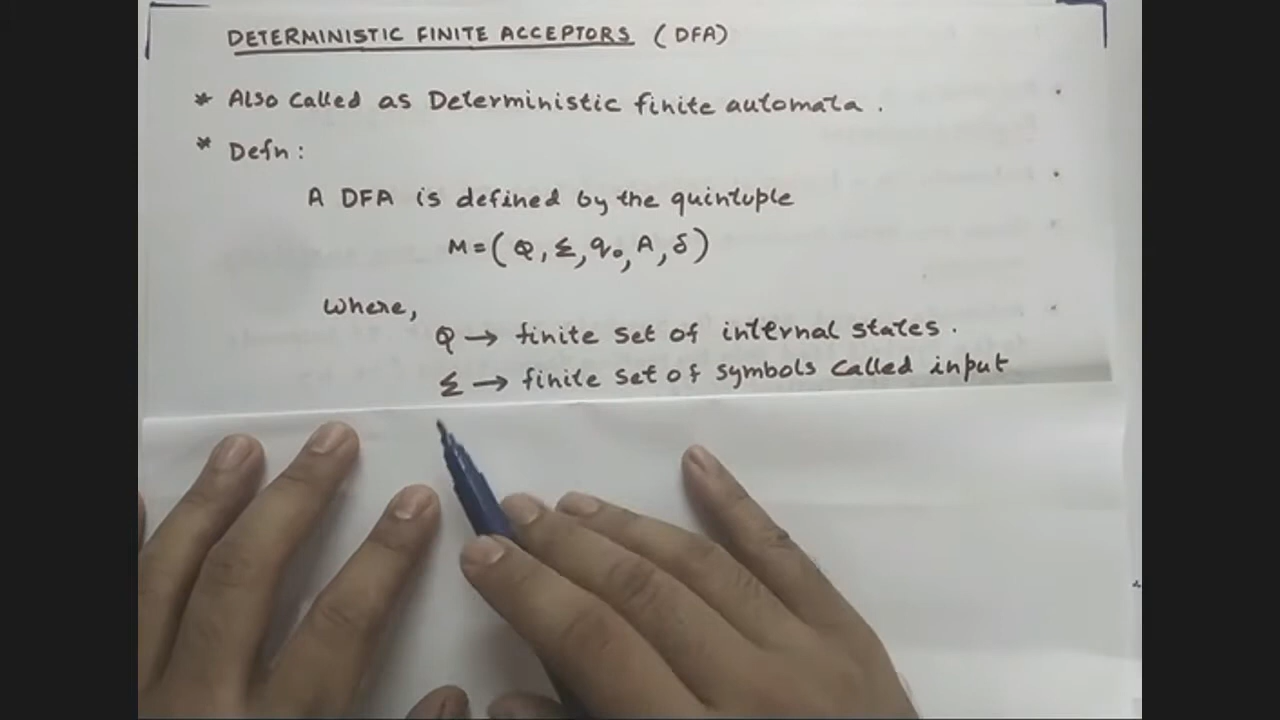 DETERMINISTIC FINITE ACCEPTORS (DFA)
* Also called as Deterministic finite automata.
* Defn:
A DFA is defined by the quintuple
M = (Q, Σ, q₀, A, δ)
where,
Q → finite set of internal states.
Σ → finite set of symbols called input